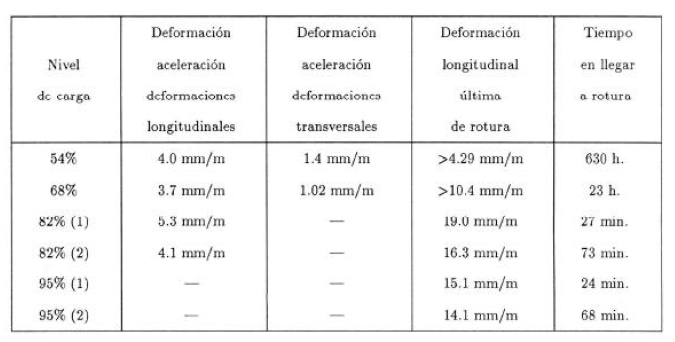 Deformación Deformación Deformación Tiempo
Nivel aceleración aceleración longitudinal en llegar
de carga deformaciones deformaciones última a rotura
longitudinales transversales de rotura
54% 4.0 mm/m 1.4 mm/m >4.29 mm/m 630 h.
68% 3.7 mm/m 1.02 mm/m >10.4 mm/m 23 h.
82% (1) 5.3 mm/m — 19.0 mm/m 27 min.
82% (2) 4.1 mm/m — 16.3 mm/m 73 min.
95% (1) — — 15.1 mm/m 24 min.
95% (2) — — 14.1 mm/m 68 min.